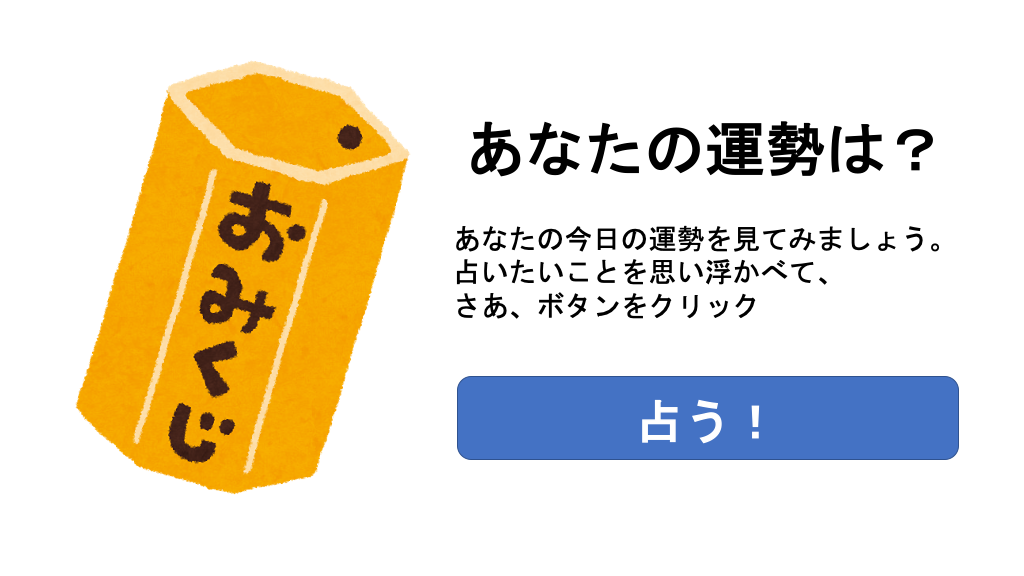 おみくじ
あなたの運勢は？
あなたの今日の運勢を見てみましょう。
占いたいことを思い浮かべて、
さあ、ボタンをクリック
占う！